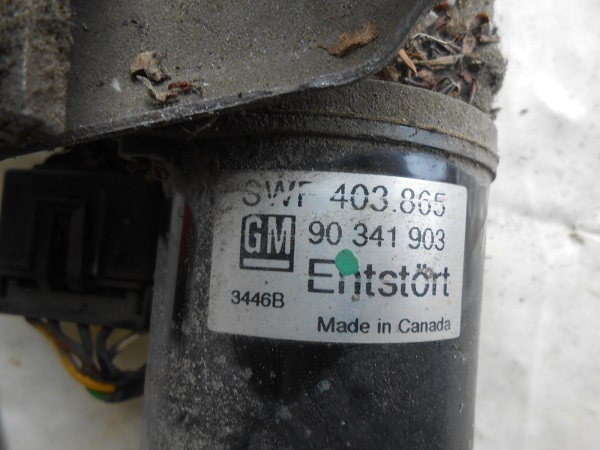 SWF 403.865
GM 90 341 903
Entstört
3446B
Made in Canada